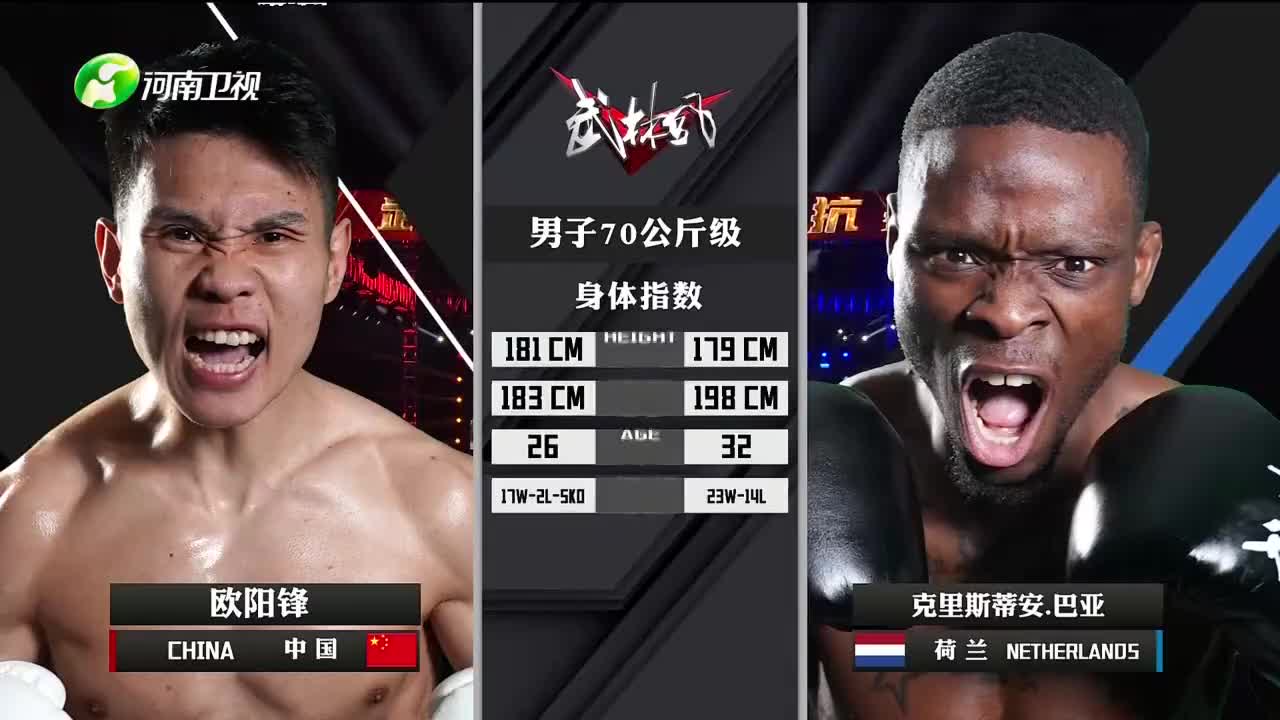 河南卫视
武林风
男子70公斤级
身体指数
181 CM HEIGHT 179 CM
183 CM 198 CM
26 AGE 32
17W-2L-5KO 23W-14L
欧阳锋
CHINA 中国
克里斯蒂安.巴亚
荷兰 NETHERLANDS
抗